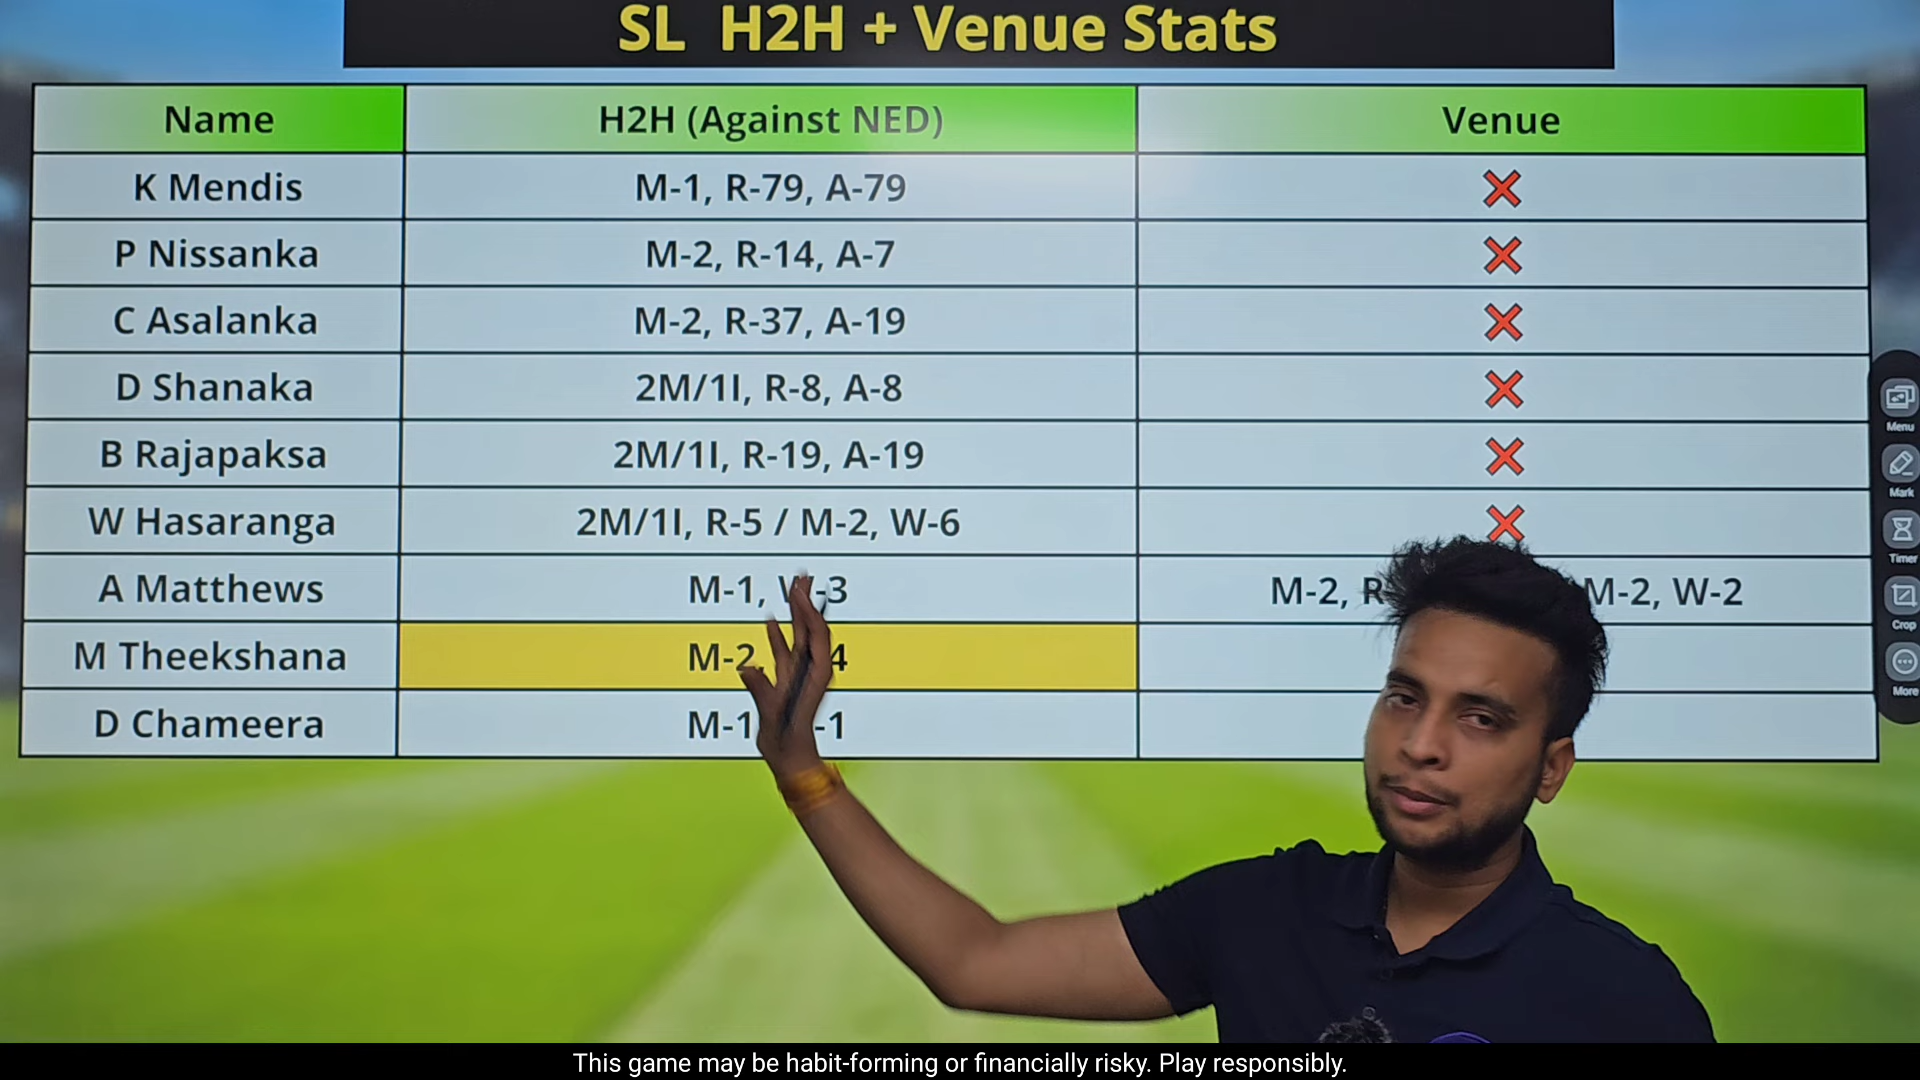 SL H2H + Venue Stats
Name H2H (Against NED) Venue
K Mendis M-1, R-79, A-79
P Nissanka M-2, R-14, A-7
C Asalanka M-2, R-37, A-19
D Shanaka 2M/1I, R-8, A-8
B Rajapaksa 2M/1I, R-19, A-19
W Hasaranga 2M/1I, R-5 / M-2, W-6
A Matthews M-1, W-3 M-2, M-2, W-2
M Theekshana M-2
D Chameera M-1
Menu
Mark
Timer
Crop
More
This game may be habit-forming or financially risky. Play responsibly.